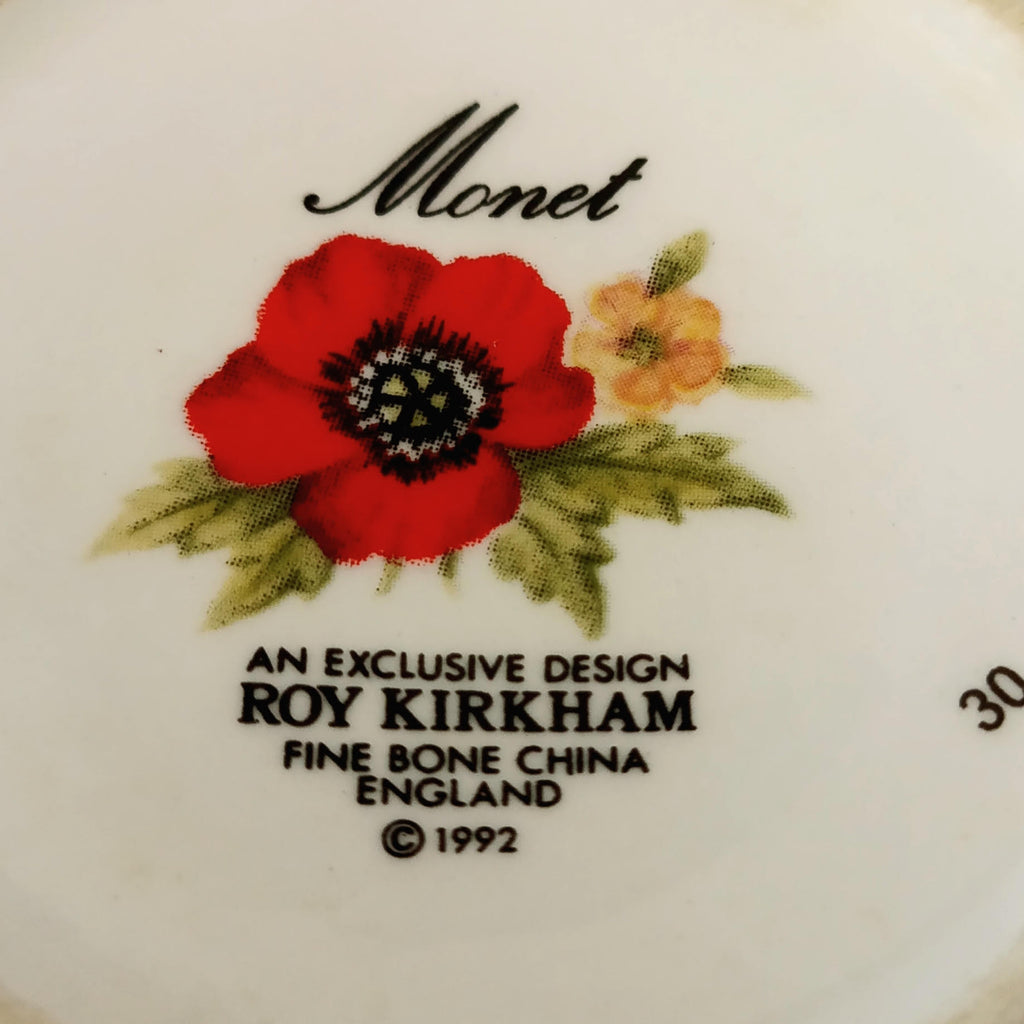 Monet
AN EXCLUSIVE DESIGN
ROY KIRKHAM
FINE BONE CHINA
ENGLAND
© 1992
30